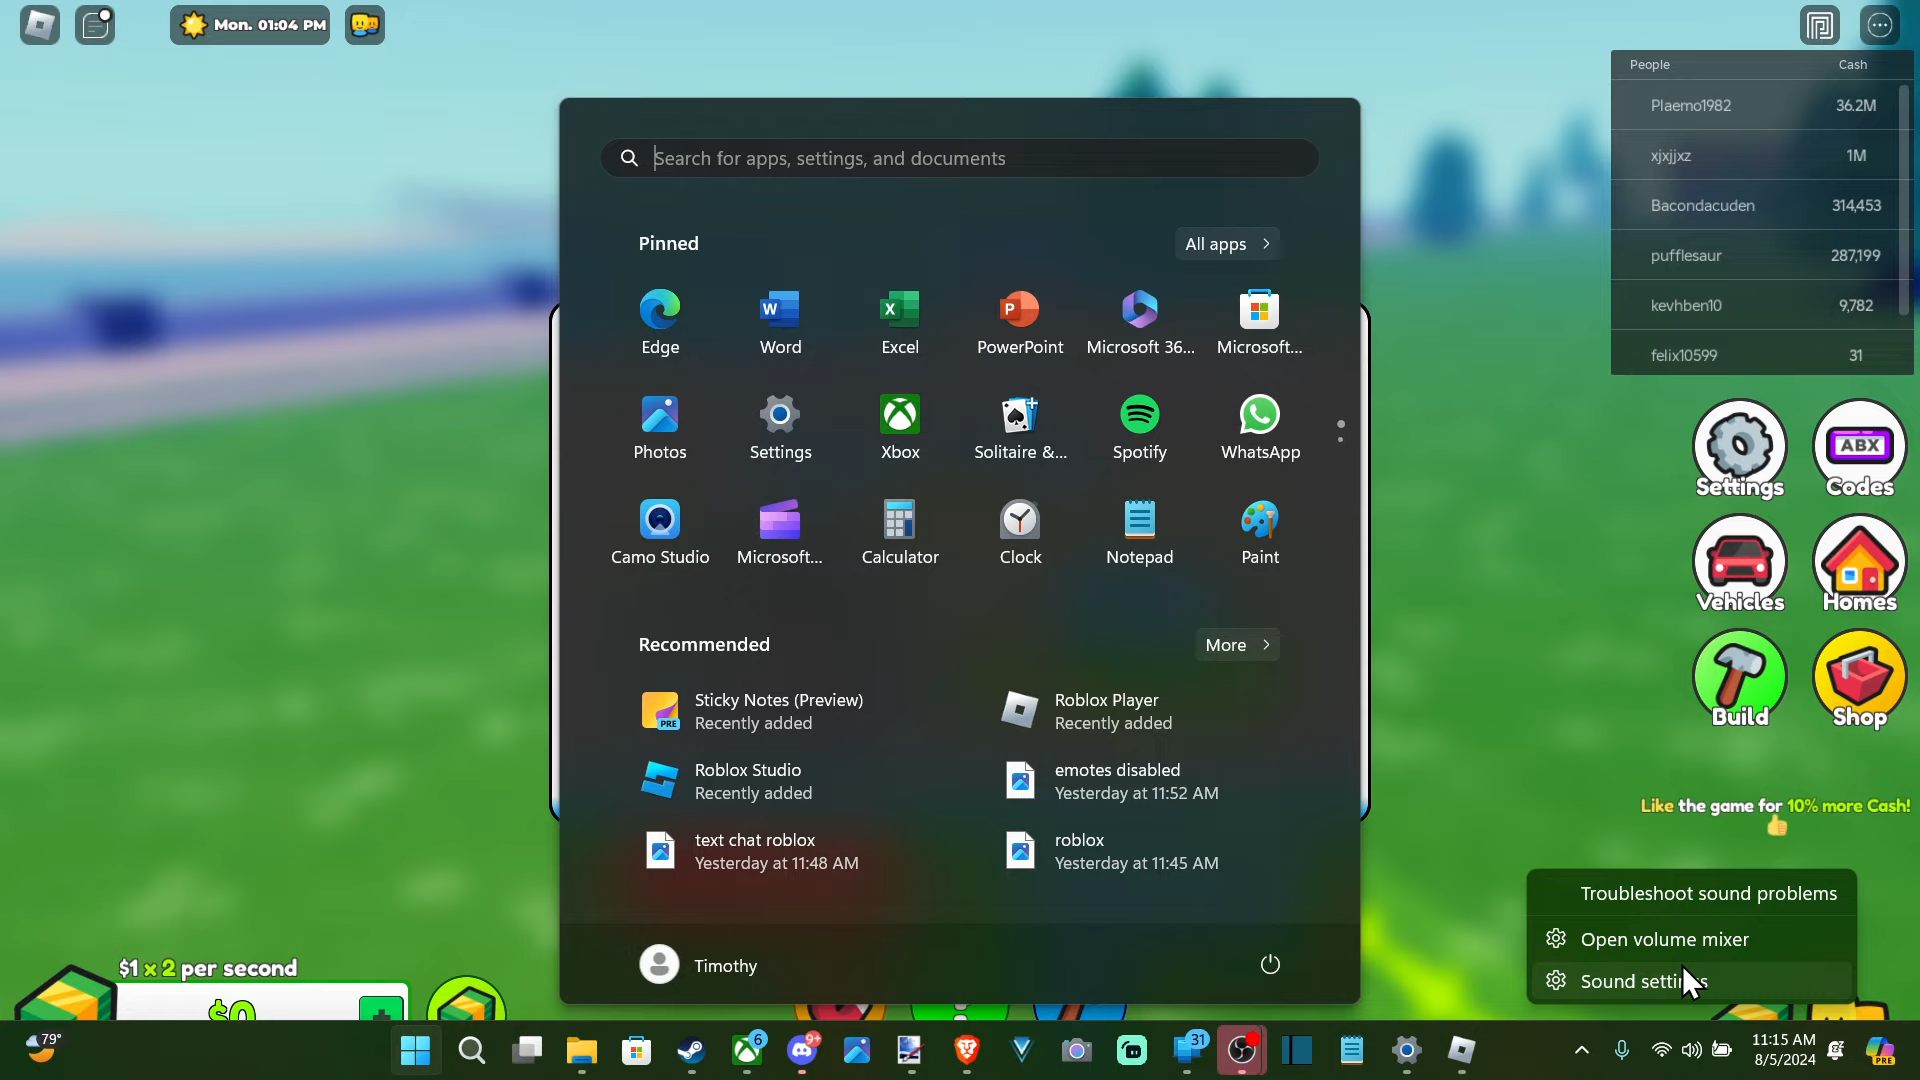 Mon. 01:04 PM
People Cash
Plaemo1982 36.2M
xjxjjxz 1M
Bacondacuden 314,453
pufflesaur 287,199
kevhben10 9,782
felix10599 31
Search for apps, settings, and documents
Pinned
All apps
Edge
Word
Excel
PowerPoint
Microsoft 36...
Microsoft...
Photos
Settings
Xbox
Solitaire &...
Spotify
WhatsApp
Camo Studio
Microsoft...
Calculator
Clock
Notepad
Paint
Recommended
More
Sticky Notes (Preview)
Recently added
Roblox Player
Recently added
Roblox Studio
Recently added
emotes disabled
Yesterday at 11:52 AM
text chat roblox
Yesterday at 11:48 AM
roblox
Yesterday at 11:45 AM
Timothy
Settings
ABX
Codes
Vehicles
Homes
Build
Shop
Like the game for 10% more Cash!
Troubleshoot sound problems
Open volume mixer
Sound settings
$1 x 2 per second
$0
79°
6
9+
31
11:15 AM
8/5/2024
PRE